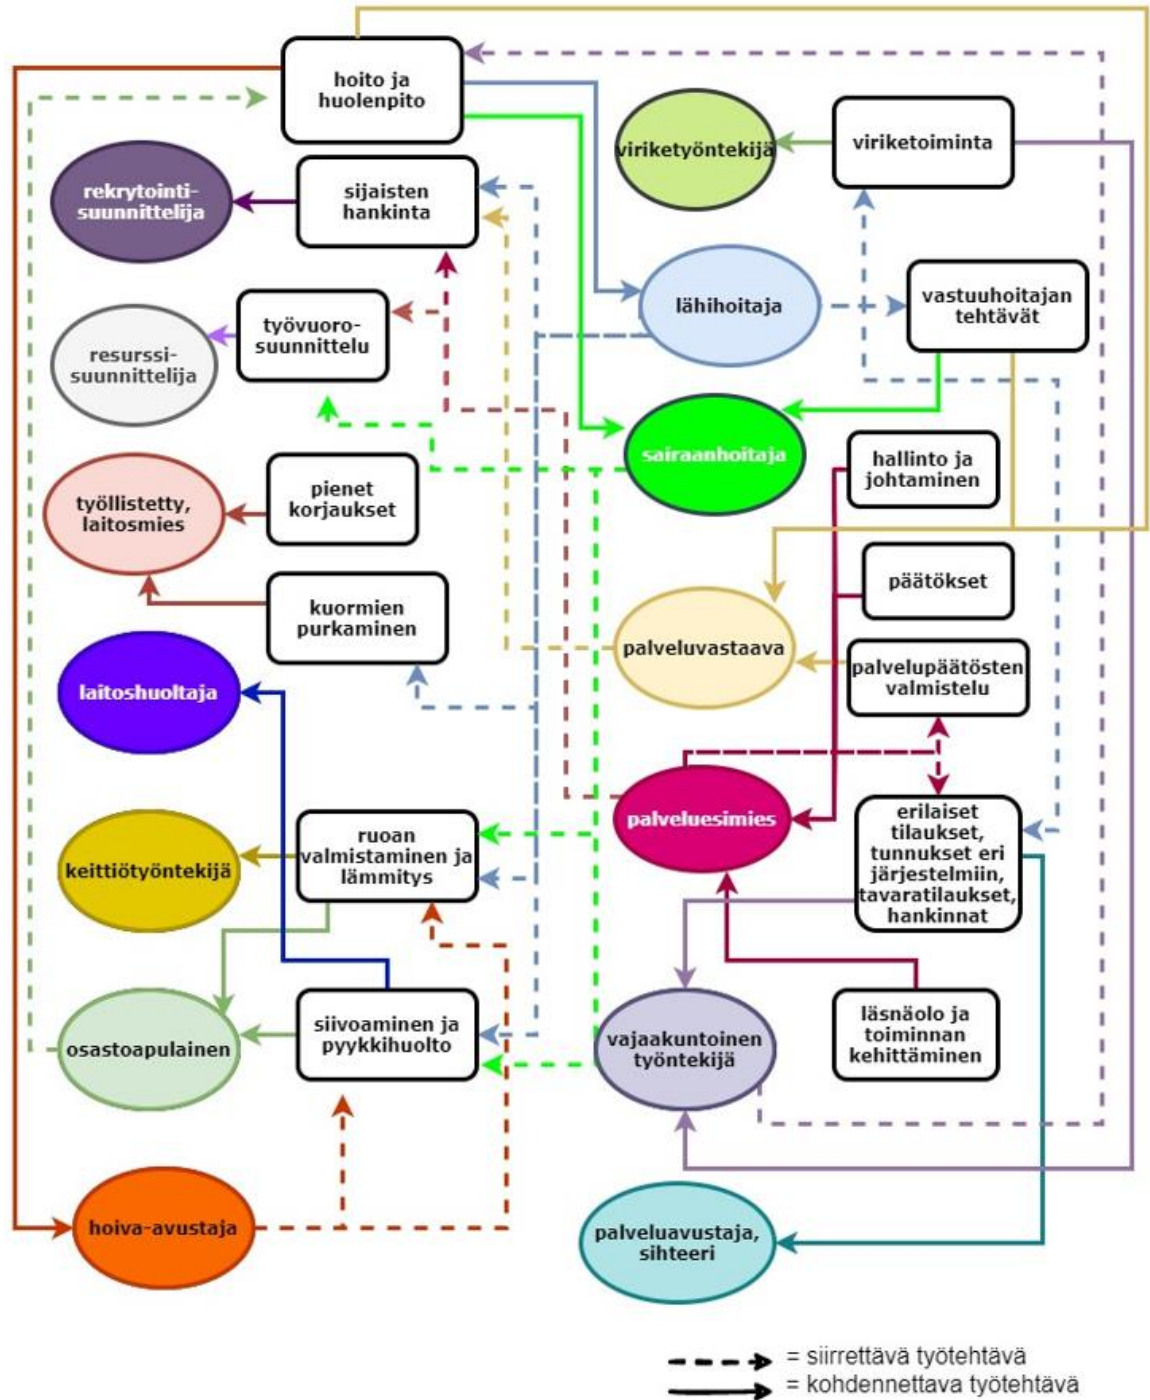 hoito ja
huolenpito
viriketyöntekijä
viriketoiminta
rekrytointi-
suunnittelija
sijaisten
hankinta
lähihoitaja
vastuuhoitajan
tehtävät
resurssi-
suunnittelija
työvuoro-
suunnittelu
sairaanhoitaja
hallinto ja
johtaminen
työllistetty,
laitosmies
pienet
korjaukset
päätökset
kuormien
purkaminen
palveluvastaava
palvelupäätösten
valmistelu
laitoshuoltaja
palveluesimies
erilaiset
tilaukset,
tunnukset eri
järjestelmiin,
tavaratilaukset,
hankinnat
keittiötyöntekijä
ruoan
valmistaminen ja
lämmitys
osastoapulainen
siivoaminen ja
pyykkihuolto
vajaakuntoinen
työntekijä
läsnäolo ja
toiminnan
kehittäminen
hoiva-avustaja
palveluavustaja,
sihteeri
= siirrettävä työtehtävä
= kohdennettava työtehtävä